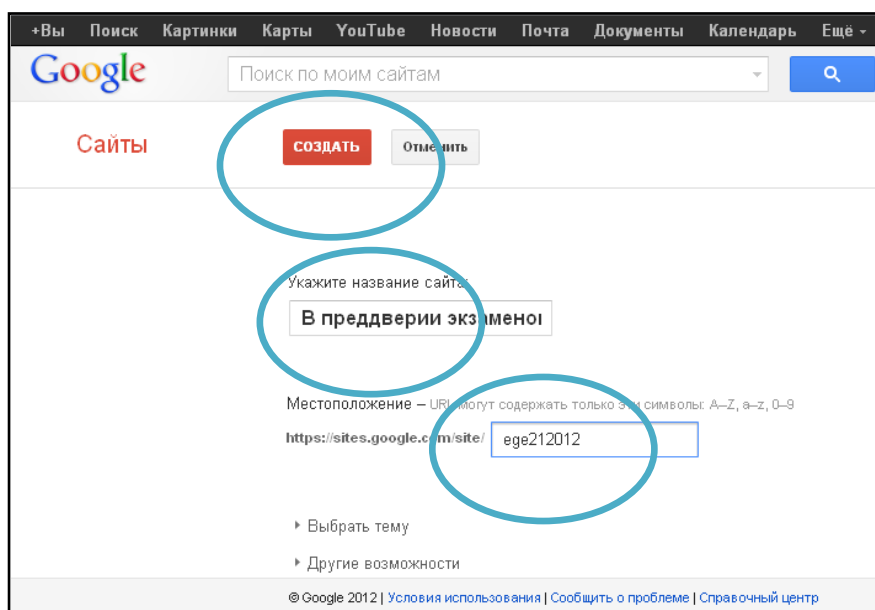 +Вы Поиск Картинки Карты YouTube Новости Почта Документы Календарь Ещё
Google Поиск по моим сайтам
Сайты СОЗДАТЬ Отменить
Укажите название сайта:
В преддверии экзаменов
Местоположение – URL могут содержать только эти символы: A–Z, a–z, 0–9
https://sites.google.com/site/ ege212012
Выбрать тему
Другие возможности
© Google 2012 | Условия использования | Сообщить о проблеме | Справочный центр